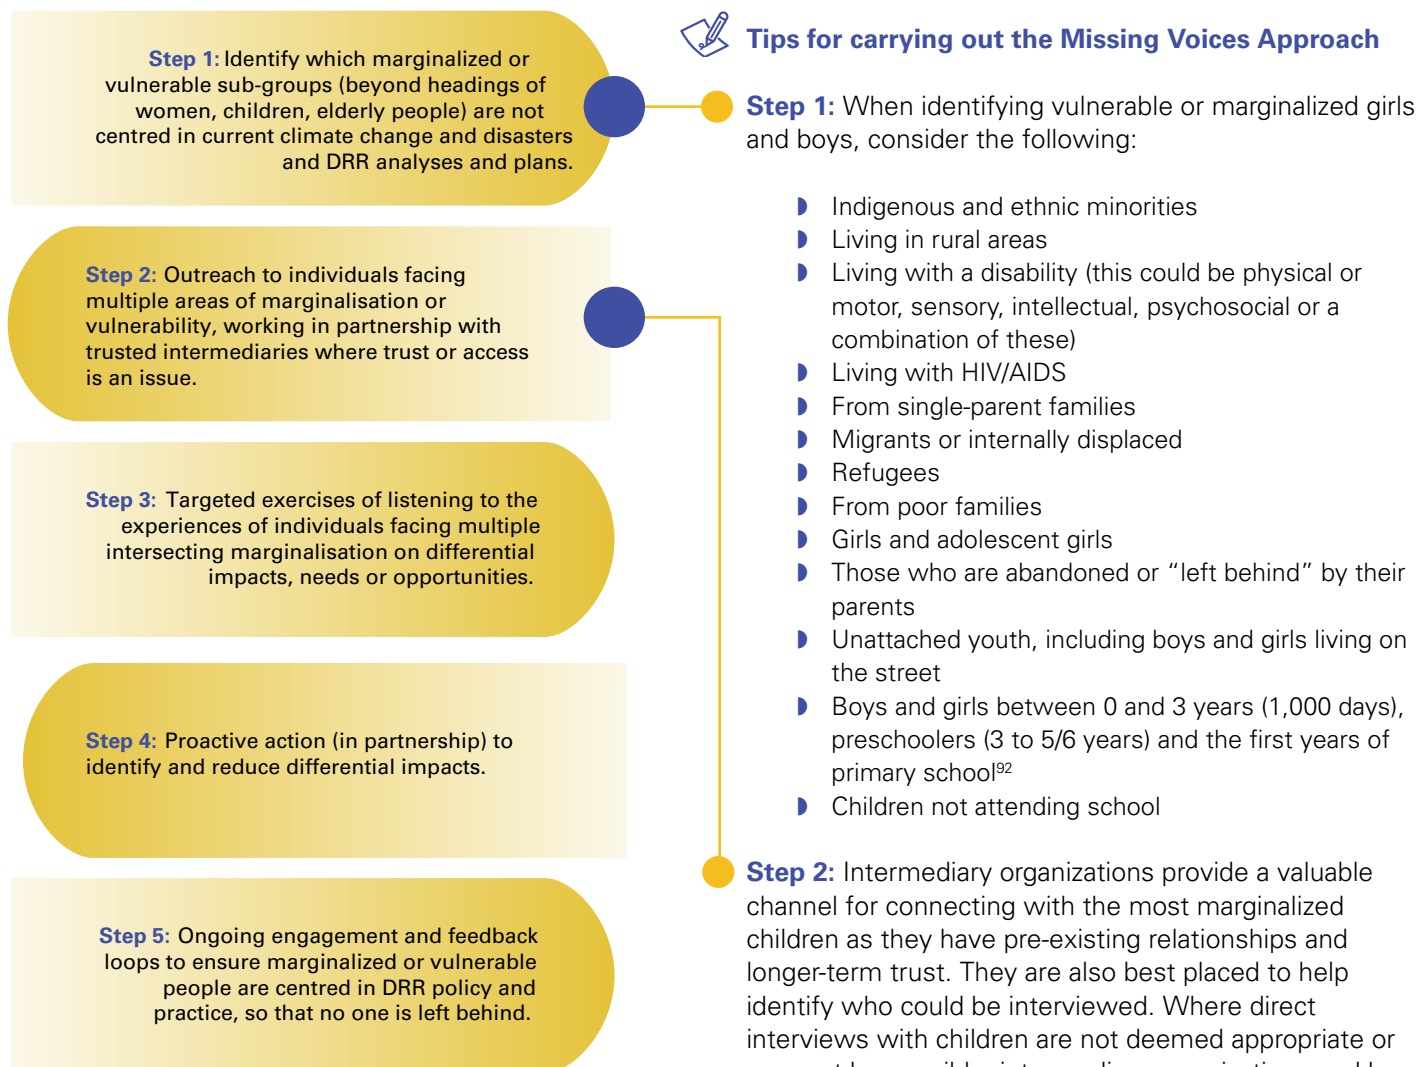 Step 1: Identify which marginalized or
vulnerable sub-groups (beyond headings of
women, children, elderly people) are not
centred in current climate change and disasters
and DRR analyses and plans.
Step 2: Outreach to individuals facing
multiple areas of marginalisation or
vulnerability, working in partnership with
trusted intermediaries where trust or access
is an issue.
Step 3: Targeted exercises of listening to the
experiences of individuals facing multiple
intersecting marginalisation on differential
impacts, needs or opportunities.
Step 4: Proactive action (in partnership) to
identify and reduce differential impacts.
Step 5: Ongoing engagement and feedback
loops to ensure marginalized or vulnerable
people are centred in DRR policy and
practice, so that no one is left behind.
Tips for carrying out the Missing Voices Approach
Step 1: When identifying vulnerable or marginalized girls
and boys, consider the following:
Indigenous and ethnic minorities
Living in rural areas
Living with a disability (this could be physical or
motor, sensory, intellectual, psychosocial or a
combination of these)
Living with HIV/AIDS
From single-parent families
Migrants or internally displaced
Refugees
From poor families
Girls and adolescent girls
Those who are abandoned or “left behind” by their
parents
Unattached youth, including boys and girls living on
the street
Boys and girls between 0 and 3 years (1,000 days),
preschoolers (3 to 5/6 years) and the first years of
primary school92
Children not attending school
Step 2: Intermediary organizations provide a valuable
channel for connecting with the most marginalized
children as they have pre-existing relationships and
longer-term trust. They are also best placed to help
identify who could be interviewed. Where direct
interviews with children are not deemed appropriate or